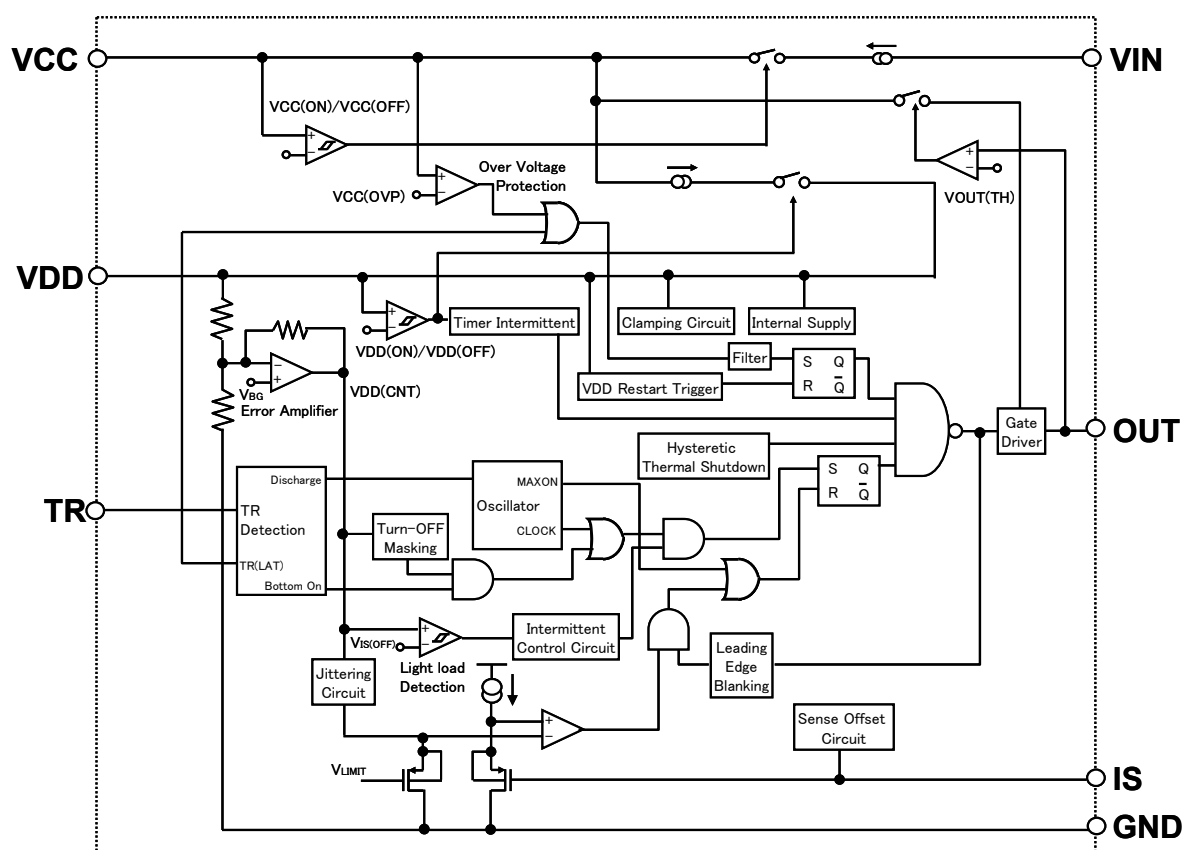 VCC
VIN
VCC(ON)/VCC(OFF)
+
−
Over Voltage
Protection
+
−
VCC(OVP)
+
−
VOUT(TH)
VDD
+
−
Timer Intermittent
Clamping Circuit
Internal Supply
VDD(ON)/VDD(OFF)
−
+
VBG
Error Amplifier
VDD(CNT)
Filter
VDD Restart Trigger
S Q
R Q
Gate
Driver
OUT
Hysteretic
Thermal Shutdown
S Q
R Q
TR
Discharge
TR
Detection
TR(LAT)
Bottom On
MAXON
Oscillator
CLOCK
Turn-OFF
Masking
+
−
VIS(OFF)
Intermittent
Control Circuit
Light load
Detection
Leading
Edge
Blanking
Jittering
Circuit
+
−
Sense Offset
Circuit
VLIMIT
IS
GND